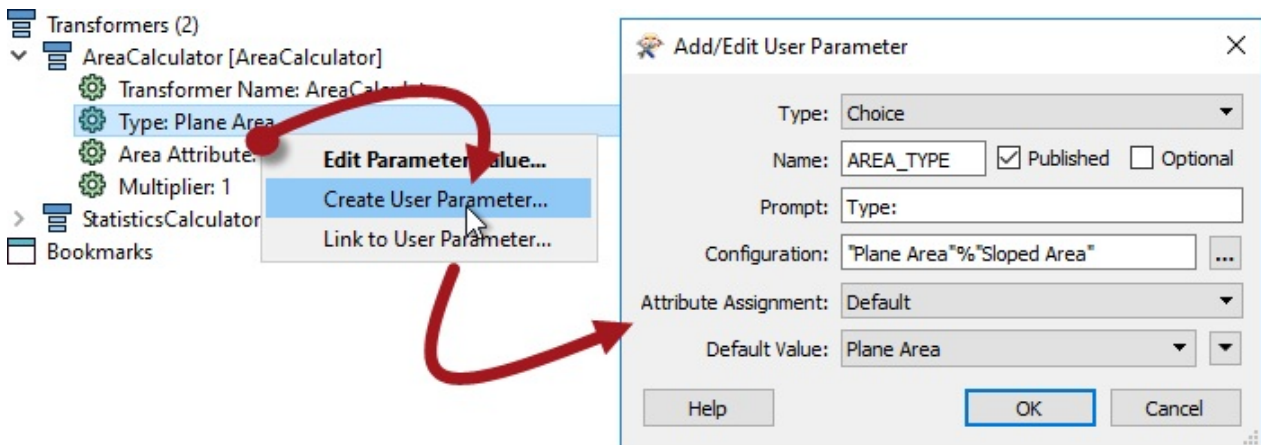 Transformers (2)
AreaCalculator [AreaCalculator]
Transformer Name:
Type: Plane Area
Area Attribute:
Multiplier: 1
StatisticsCalculator
Bookmarks
Edit Parameter Value...
Create User Parameter...
Link to User Parameter...
Add/Edit User Parameter
Type: Choice
Name: AREA_TYPE Published Optional
Prompt: Type:
Configuration: "Plane Area"%"Sloped Area" ...
Attribute Assignment: Default
Default Value: Plane Area
Help OK Cancel